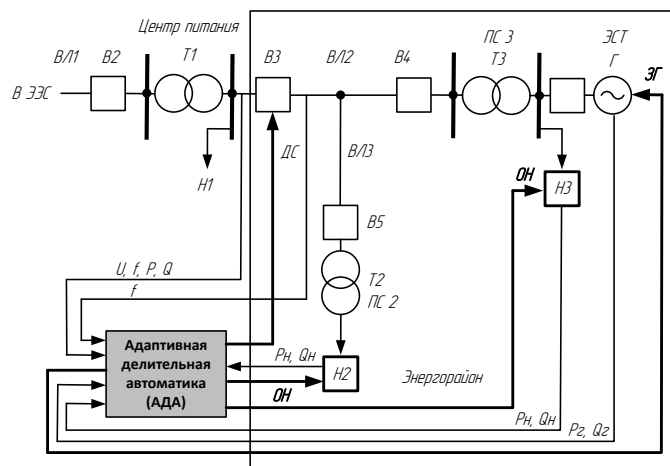 Центр питания
ПС 3
ЭСТ
ВЛ1
В2
Т1
В3
ВЛ2
В4
Т3
Г
В ЭЭС
ЗГ
ДС
Н1
ВЛ3
ОН
Н3
В5
U, f, P, Q
Т2
f
ПС 2
Адаптивная
делительная
автоматика
(АДА)
Рн, Qн
Н2
Энергорайон
ОН
Рн, Qн
Рг, Qг